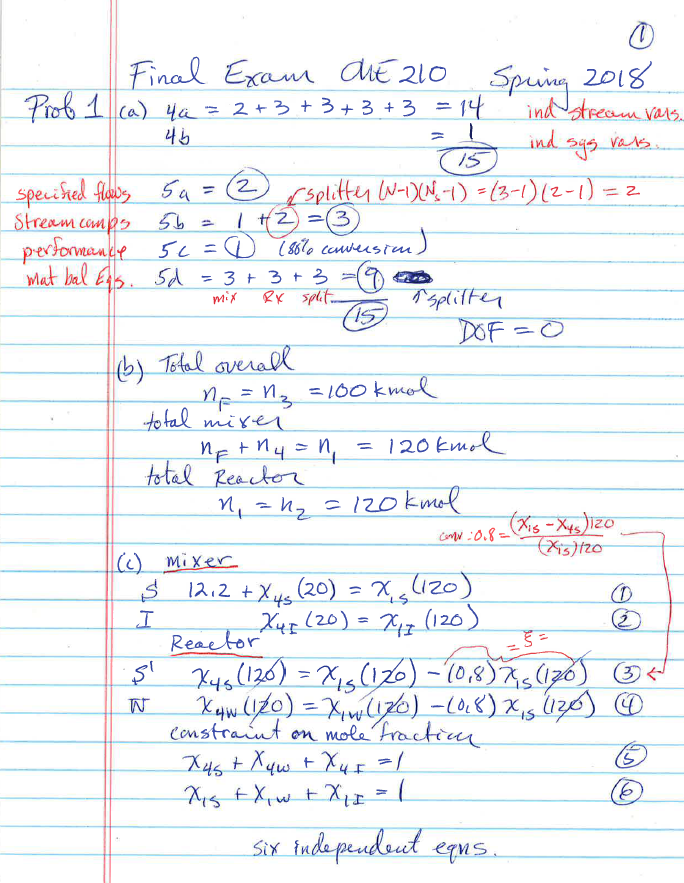 ①
Final Exam ChE 210 Spring 2018
Prob 1 (a) 4a = 2+3+3+3+3 = 14 ind stream vars.
4b = 1 ind sys vars.
15
specified flows 5a = 2 splitter (N-1)(Ns-1) = (3-1)(2-1) = 2
Stream comps 5b = 1 + 2 = 3
performance 5c = 1 (80% conversion)
mat bal Eqs. 5d = 3 + 3 + 3 = 9
mix Rx split ↑splitter
15
DOF = 0
(b) Total overall
nF = n3 = 100 kmol
total mixer
nF + n4 = n1 = 120 kmol
total Reactor
n1 = n2 = 120 kmol
conv: 0.8 = (x1s - x4s)120 / (x1s)120
(c) mixer
S 12.2 + x4s (20) = x1s (120) ①
I x4I (20) = x1I (120) ②
Reactor = ξ =
S x4s (120) = x1s (120) - (0.8) x1s (120) ③
W x4w (120) = x1w (120) - (0.8) x1s (120) ④
constraint on mole fraction
x4s + x4w + x4I = 1 ⑤
x1s + x1w + x1I = 1 ⑥
six independent eqns.